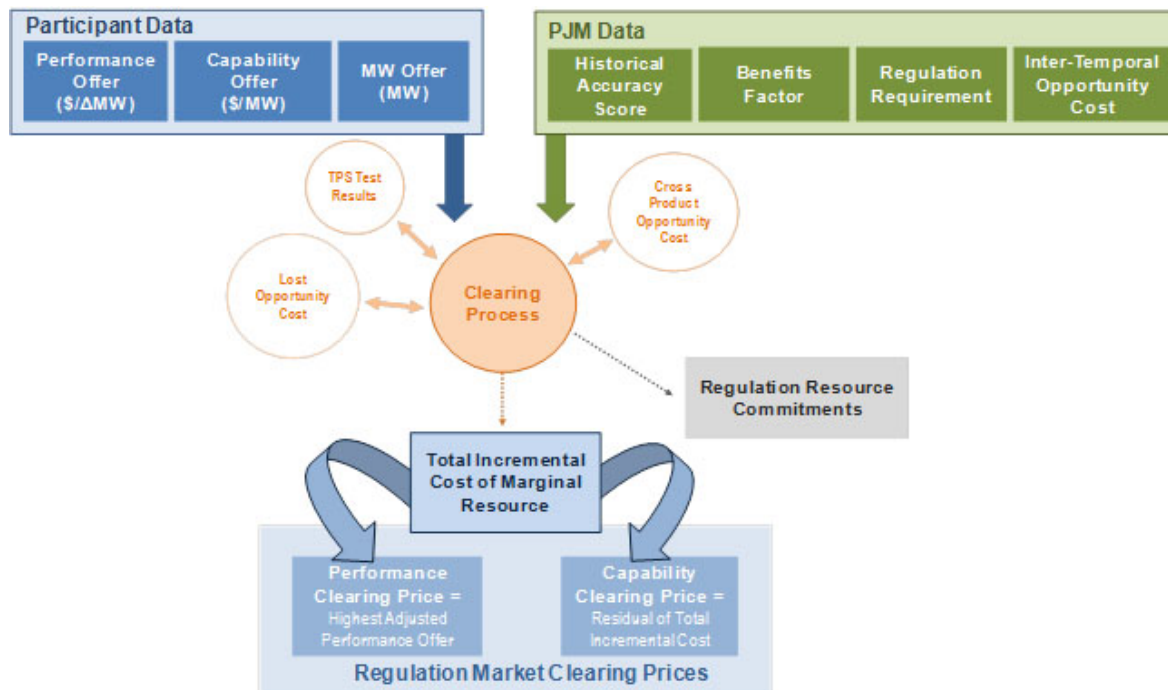 Participant Data
Performance
Offer
($/ΔMW)
Capability
Offer
($/MW)
MW Offer
(MW)
PJM Data
Historical
Accuracy
Score
Benefits
Factor
Regulation
Requirement
Inter-Temporal
Opportunity
Cost
TPS Test
Results
Cross
Product
Opportunity
Cost
Lost
Opportunity
Cost
Clearing
Process
Regulation Resource
Commitments
Total Incremental
Cost of Marginal
Resource
Performance
Clearing Price =
Highest Adjusted
Performance Offer
Capability
Clearing Price =
Residual of Total
Incremental Cost
Regulation Market Clearing Prices